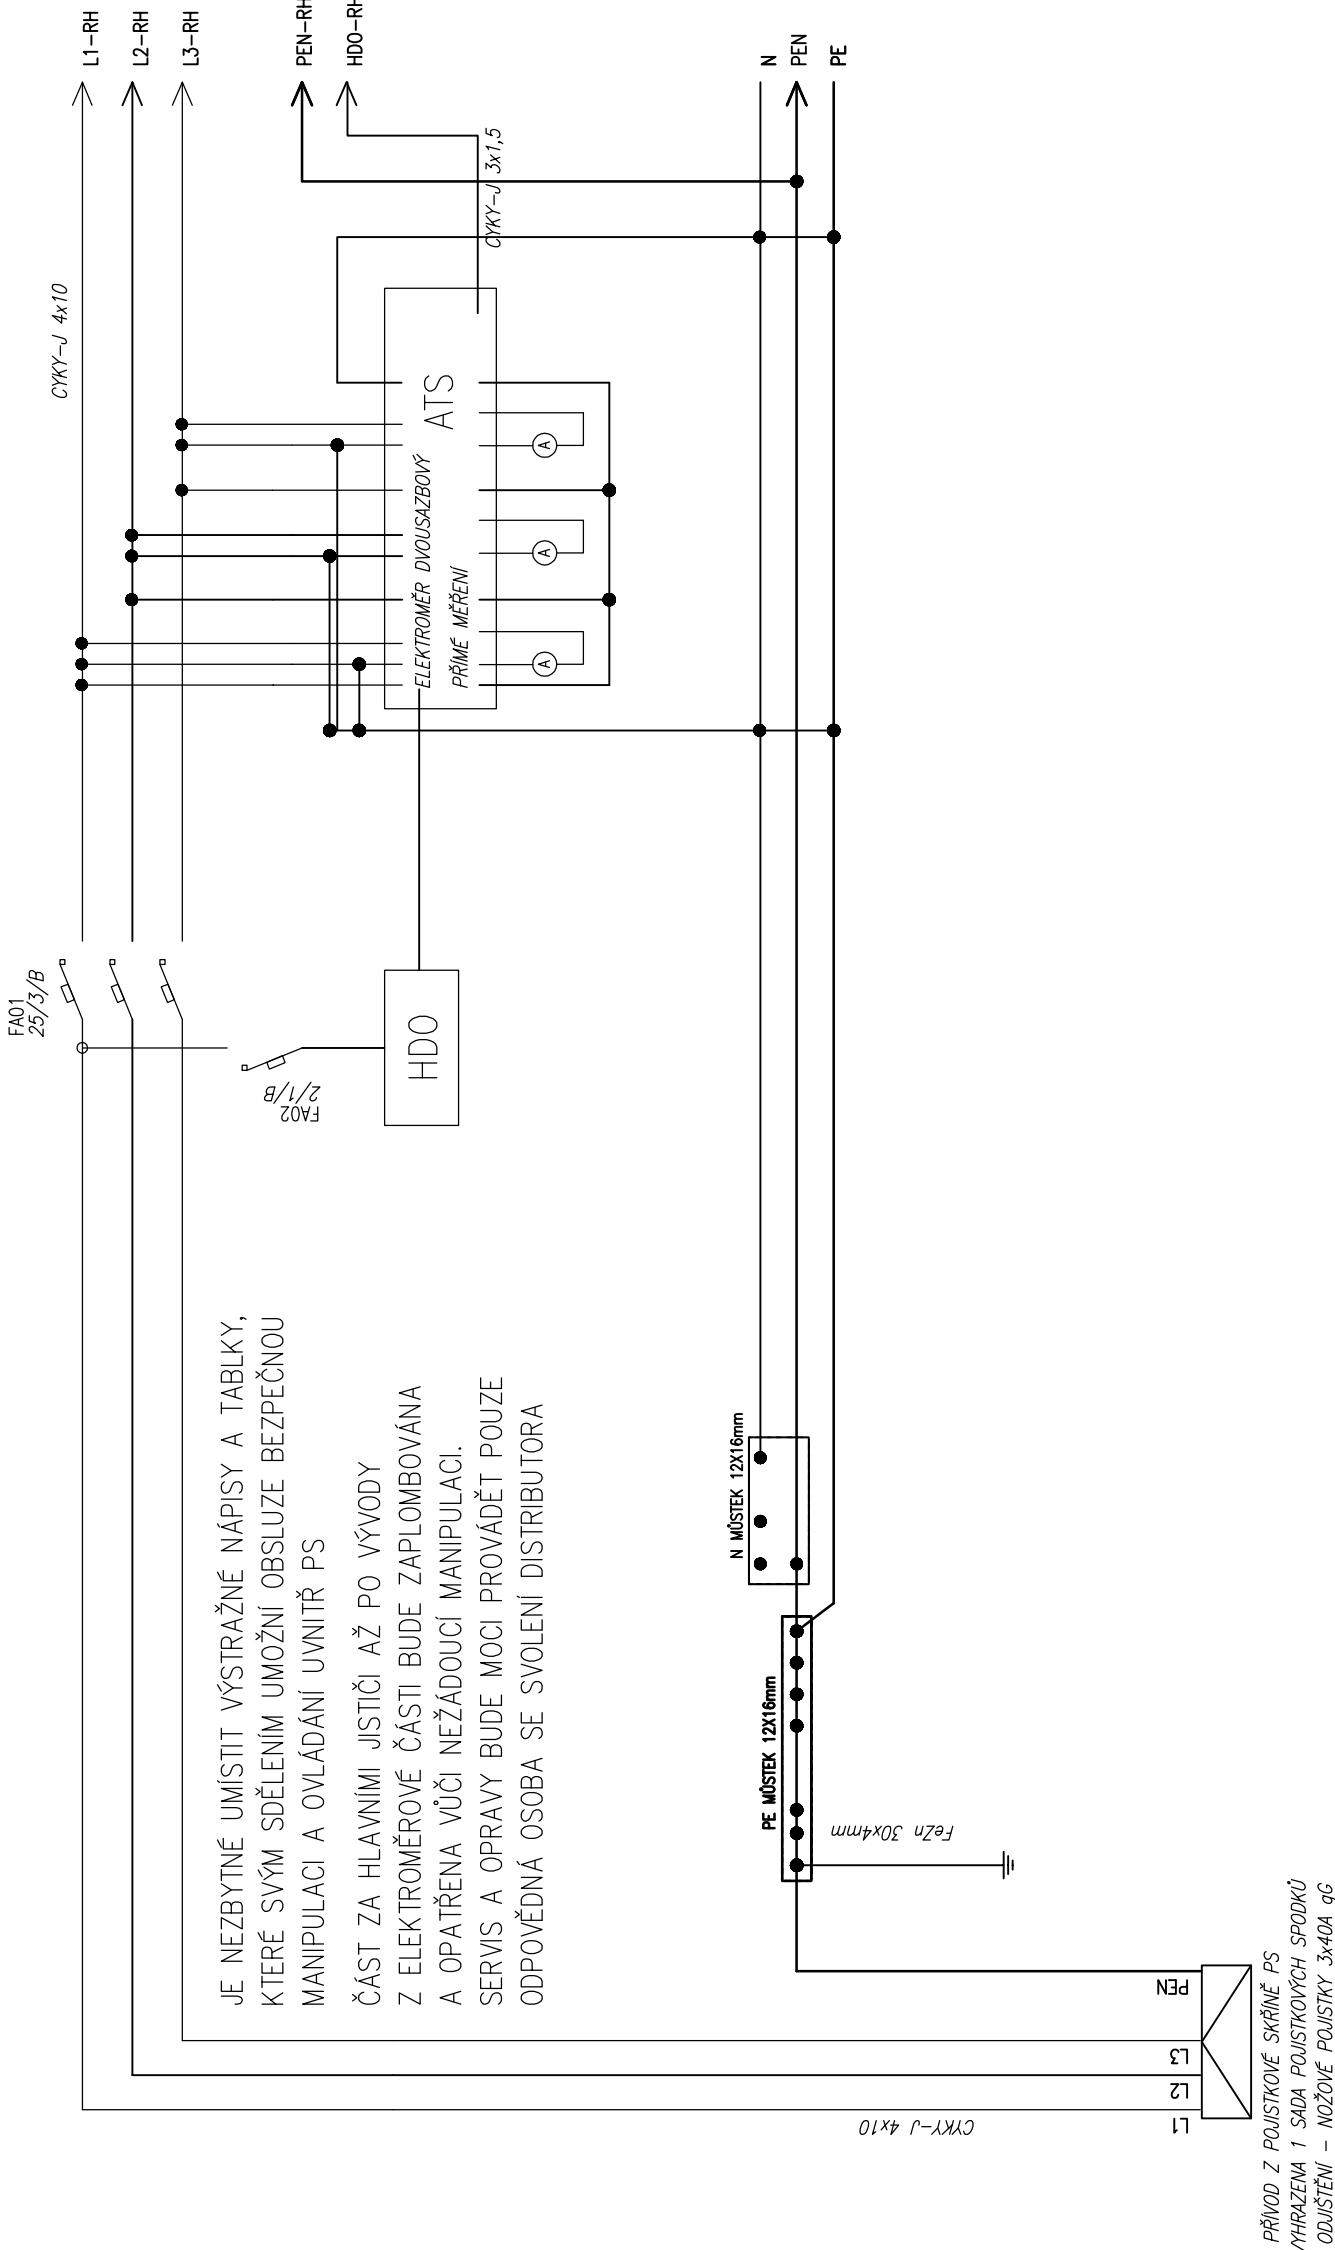 L1-RH
L2-RH
L3-RH
PEN-RH
HDO-RH
N
PEN
PE
CYKY-J 4x10
CYKY-J 3x1,5
ATS
ELEKTROMĚR DVOUSAZBOVÝ
PŘÍMÉ MĚŘENÍ
A
A
A
FA01
25/3/B
FA02
2/1/B
HDO
JE NEZBYTNÉ UMÍSTIT VÝSTRAŽNÉ NÁPISY A TABLKY,
KTERÉ SVÝM SDĚLENÍM UMOŽNÍ OBSLUZE BEZPEČNOU
MANIPULACI A OVLÁDÁNÍ UVNITŘ PS
ČÁST ZA HLAVNÍMI JISTIČI AŽ PO VÝVODY
Z ELEKTROMĚROVÉ ČÁSTI BUDE ZAPLOMBOVÁNA
A OPATŘENA VŮČI NEŽÁDOUCÍ MANIPULACI.
SERVIS A OPRAVY BUDE MOCI PROVÁDĚT POUZE
ODPOVĚDNÁ OSOBA SE SVOLENÍ DISTRIBUTORA
N MŮSTEK 12X16mm
PE MŮSTEK 12X16mm
FeZn 30x4mm
CYKY-J 4x10
L1
L2
L3
PEN
PŘÍVOD Z POJISTKOVÉ SKŘÍNĚ PS
YHRAZENA 1 SADA POJISTKOVÝCH SPODKŮ
ODJIŠTĚNÍ – NOŽOVÉ POJISTKY 3x40A gG